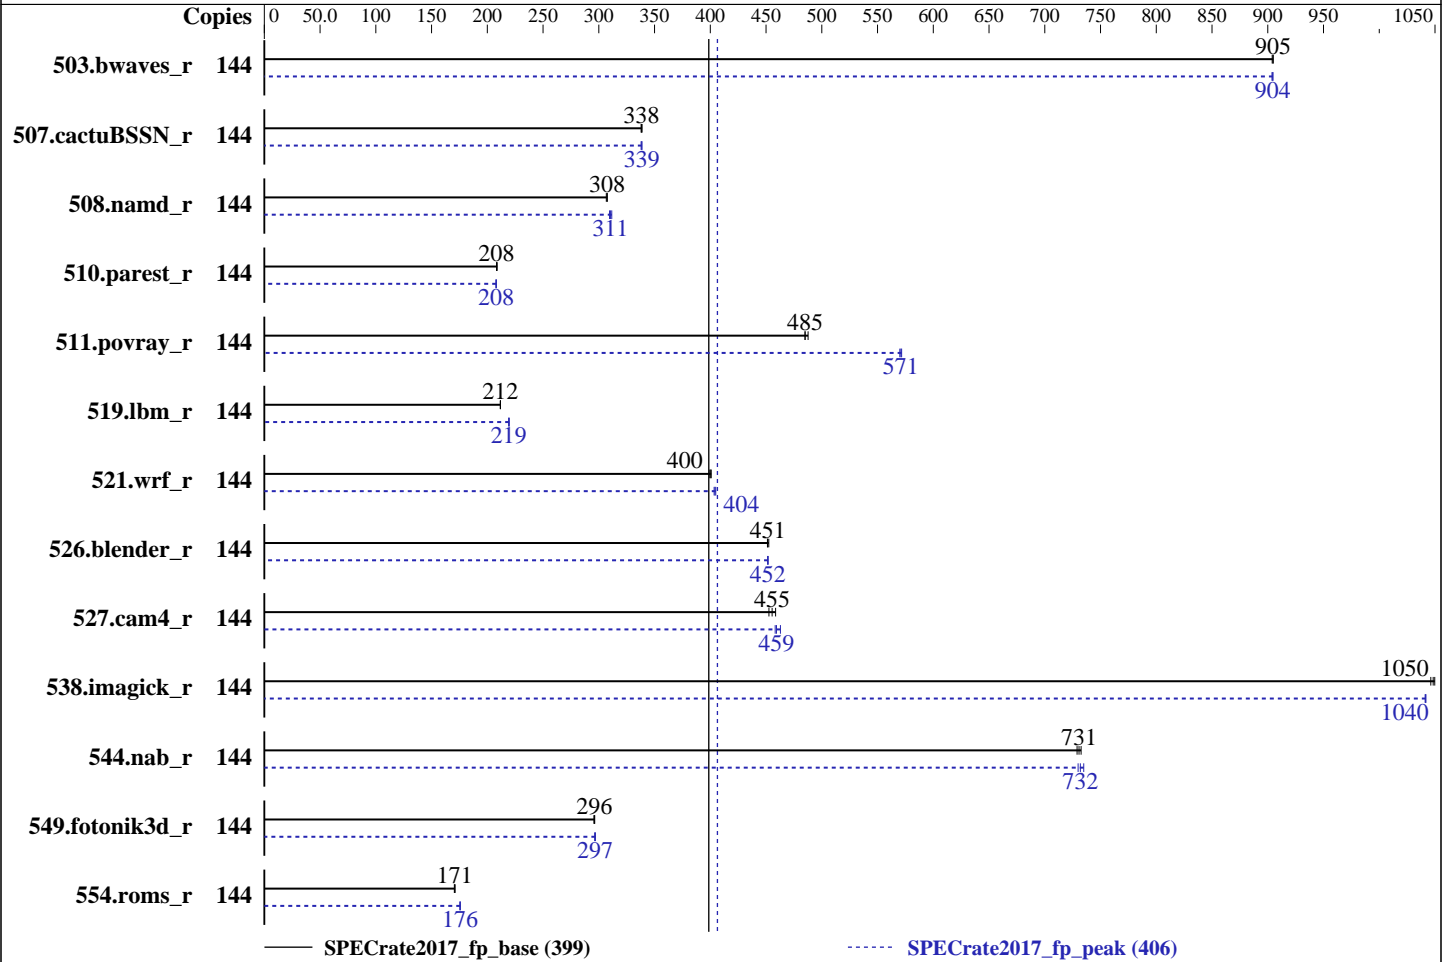 Copies 0 50.0 100 150 200 250 300 350 400 450 500 550 600 650 700 750 800 850 900 950 1050
503.bwaves_r 144 905
904
507.cactuBSSN_r 144 338
339
508.namd_r 144 308
311
510.parest_r 144 208
208
511.povray_r 144 485
571
519.lbm_r 144 212
219
521.wrf_r 144 400
404
526.blender_r 144 451
452
527.cam4_r 144 455
459
538.imagick_r 144 1050
1040
544.nab_r 144 731
732
549.fotonik3d_r 144 296
297
554.roms_r 144 171
176
SPECrate2017_fp_base (399) SPECrate2017_fp_peak (406)